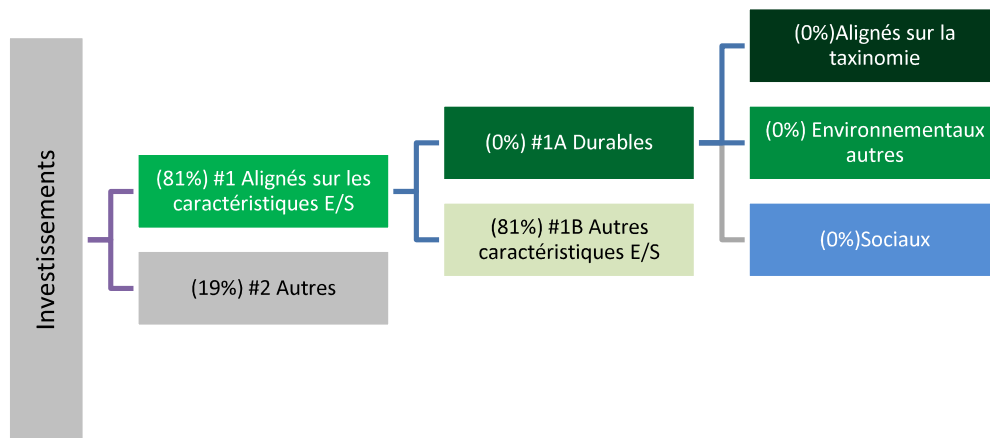 Investissements
(81%) #1 Alignés sur les
caractéristiques E/S
(19%) #2 Autres
(0%) #1A Durables
(81%) #1B Autres
caractéristiques E/S
(0%)Alignés sur la
taxinomie
(0%) Environnementaux
autres
(0%)Sociaux